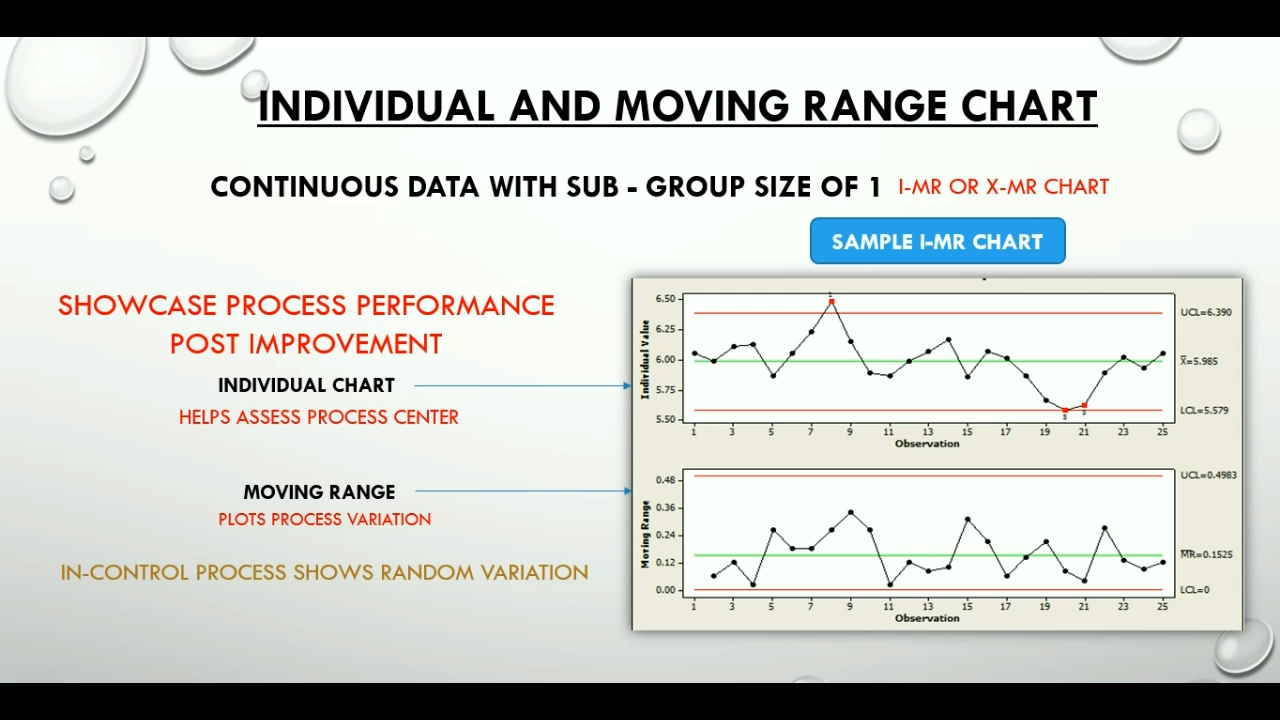 INDIVIDUAL AND MOVING RANGE CHART
CONTINUOUS DATA WITH SUB - GROUP SIZE OF 1 I-MR OR X-MR CHART
SAMPLE I-MR CHART
SHOWCASE PROCESS PERFORMANCE
POST IMPROVEMENT
INDIVIDUAL CHART
HELPS ASSESS PROCESS CENTER
MOVING RANGE
PLOTS PROCESS VARIATION
IN-CONTROL PROCESS SHOWS RANDOM VARIATION
Individual Value
6.50
6.25
6.00
5.75
5.50
1
UCL=6.390
X̅=5.985
LCL=5.579
1 3 5 7 9 11 13 15 17 19 21 23 25
Observation
Moving Range
0.48
0.36
0.24
0.12
0.00
UCL=0.4983
M̅R̅=0.1525
LCL=0
1 3 5 7 9 11 13 15 17 19 21 23 25
Observation